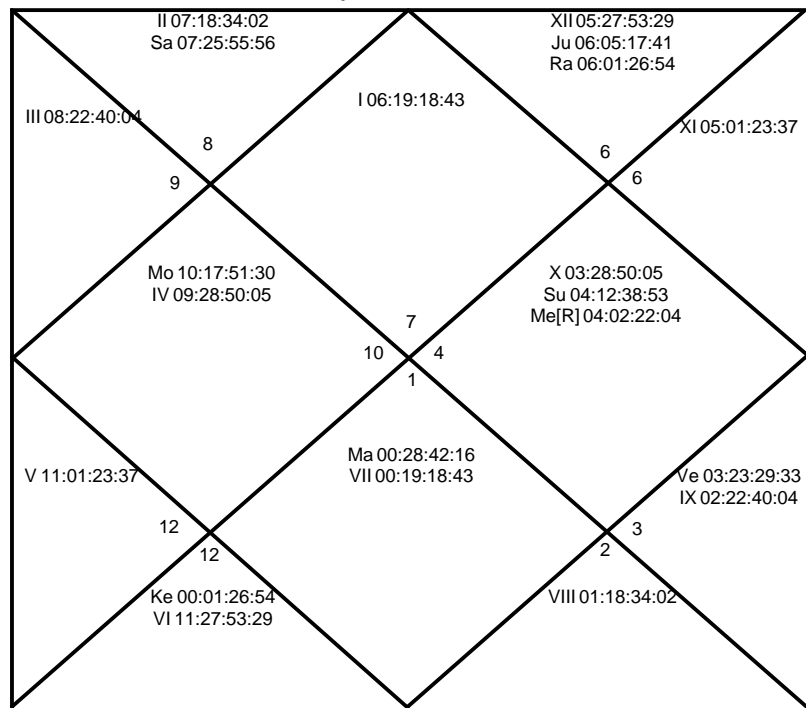 II 07:18:34:02
Sa 07:25:55:56
XII 05:27:53:29
Ju 06:05:17:41
Ra 06:01:26:54
I 06:19:18:43
III 08:22:40:04
XI 05:01:23:37
8
6
9
6
Mo 10:17:51:30
IV 09:28:50:05
X 03:28:50:05
Su 04:12:38:53
Me[R] 04:02:22:04
7
10
4
1
Ma 00:28:42:16
VII 00:19:18:43
V 11:01:23:37
Ve 03:23:29:33
IX 02:22:40:04
12
3
12
2
Ke 00:01:26:54
VI 11:27:53:29
VIII 01:18:34:02